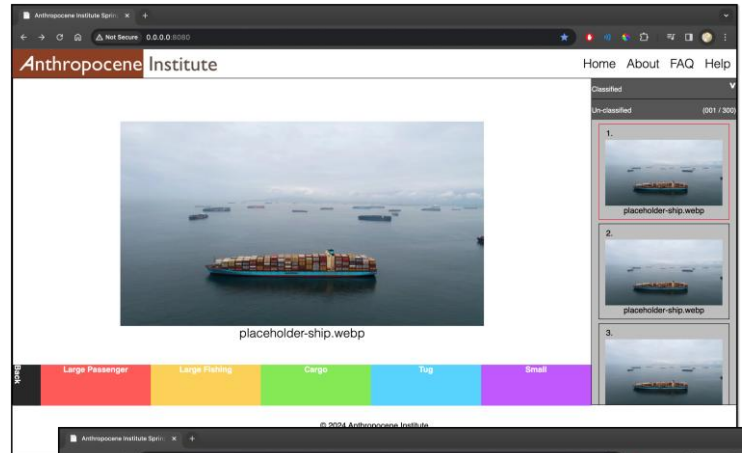 Anthropocene Institute Sprin
Not Secure 0.0.0.0:8080
Anthropocene Institute
Home About FAQ Help
Classified
Un-classified (001 / 300)
1.
placeholder-ship.webp
2.
placeholder-ship.webp
3.
placeholder-ship.webp
Back
Large Passenger
Large Fishing
Cargo
Tug
Small
© 2024 Anthropocene Institute
Anthropocene Institute Sprin